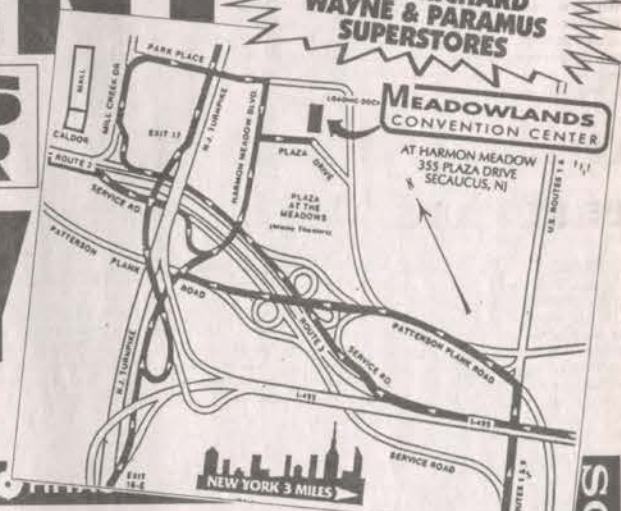 WAYNE & PARAMUS
SUPERSTORES
PARK PLACE
MALL
MILL CREEK DR
CALDOR
EXIT 17
N.J. TURNPIKE
HARMON MEADOW BLVD.
LOADING DOCK
MEADOWLANDS
CONVENTION CENTER
AT HARMON MEADOW
355 PLAZA DRIVE
SECAUCUS, NJ
PLAZA DRIVE
PLAZA
AT THE
MEADOWS
U.S. ROUTES 1 &
ROUTE 3
SERVICE RD
PATTERSON PLANK
ROAD
ROUTE 3
SERVICE RD.
PATTERSON PLANK ROAD
N.J. TURNPIKE
I-495
I-495
SERVICE ROAD
EXIT
16-E
NEW YORK 3 MILES